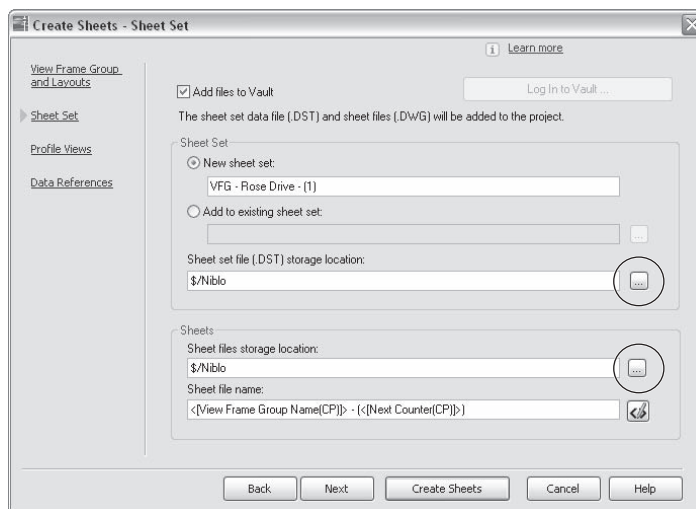 Create Sheets - Sheet Set
Learn more
View Frame Group
and Layouts
Sheet Set
Profile Views
Data References
Add files to Vault
Log In to Vault ...
The sheet set data file (.DST) and sheet files (.DWG) will be added to the project.
Sheet Set
New sheet set:
VFG - Rose Drive - (1)
Add to existing sheet set:
...
Sheet set file (.DST) storage location:
$/Niblo
...
Sheets
Sheet files storage location:
$/Niblo
...
Sheet file name:
<[View Frame Group Name(CP)]> - (<[Next Counter(CP)]>)
Back
Next
Create Sheets
Cancel
Help